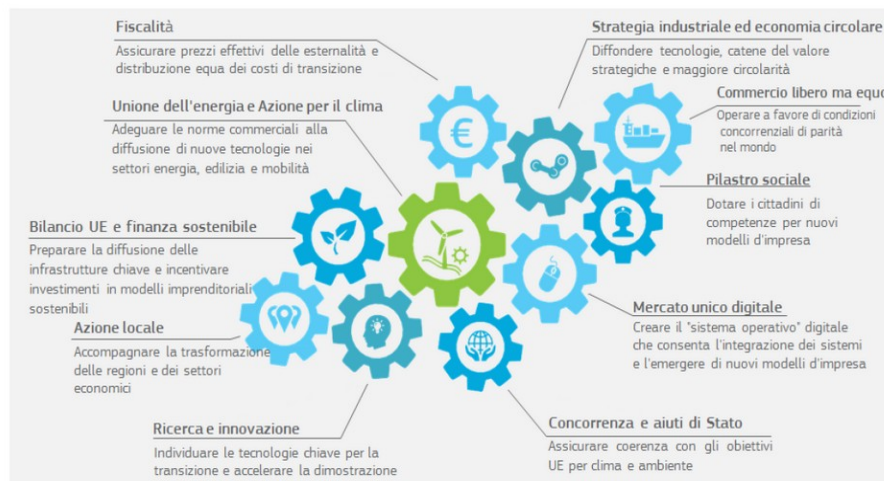 Fiscalità
Assicurare prezzi effettivi delle esternalità e
distribuzione equa dei costi di transizione
Strategia industriale ed economia circolare
Diffondere tecnologie, catene del valore
strategiche e maggiore circolarità
Unione dell'energia e Azione per il clima
Adeguare le norme commerciali alla
diffusione di nuove tecnologie nei
settori energia, edilizia e mobilità
Commercio libero ma equo
Operare a favore di condizioni
concorrenziali di parità
nel mondo
€
Pilastro sociale
Dotare i cittadini di
competenze per nuovi
modelli d'impresa
Bilancio UE e finanza sostenibile
Preparare la diffusione delle
infrastrutture chiave e incentivare
investimenti in modelli imprenditoriali
sostenibili
Mercato unico digitale
Creare il "sistema operativo" digitale
che consenta l'integrazione dei sistemi
e l'emergere di nuovi modelli d'impresa
Azione locale
Accompagnare la trasformazione
delle regioni e dei settori
economici
Ricerca e innovazione
Individuare le tecnologie chiave per la
transizione e accelerare la dimostrazione
Concorrenza e aiuti di Stato
Assicurare coerenza con gli obiettivi
UE per clima e ambiente